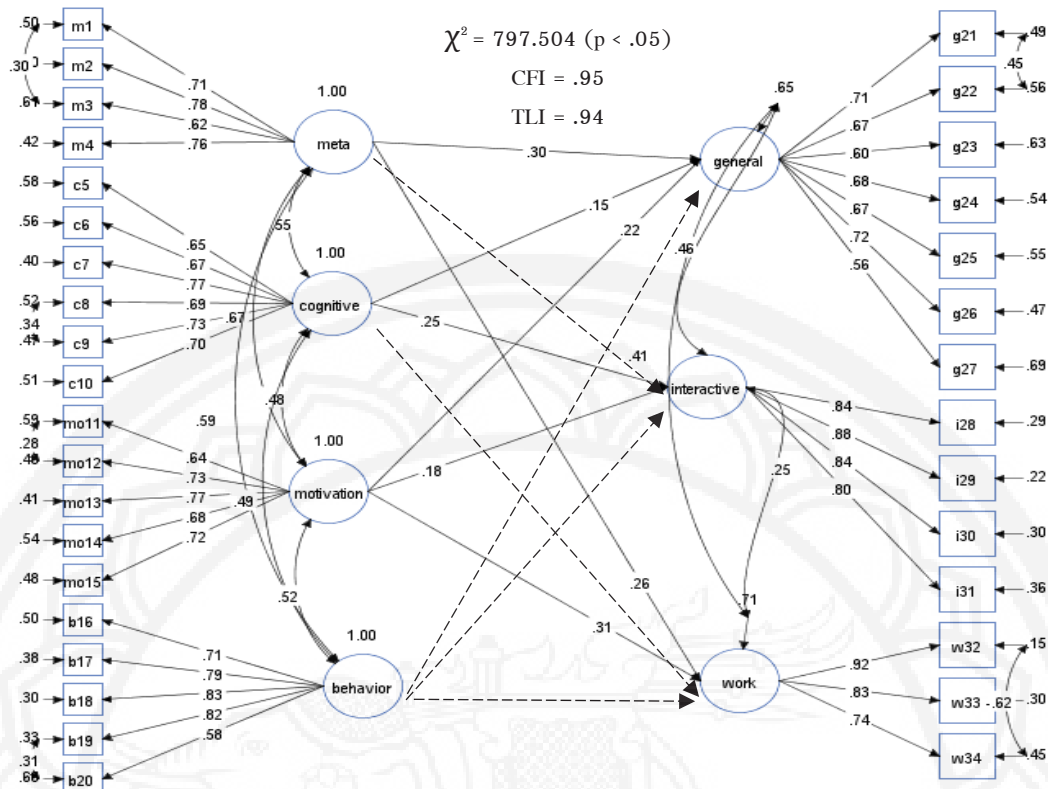 χ² = 797.504 (p < .05)
CFI = .95
TLI = .94
.50
m1
m2
.30
m3
.42
m4
.71
.78
.62
.76
1.00
meta
.58
c5
.56
c6
.40
c7
.52
c8
.34
c9
.51
c10
.65
.67
.77
.69
.73
.70
.55
1.00
cognitive
.67
.59
mo11
.28
mo12
.41
mo13
.54
mo14
.48
mo15
.64
.73
.77
.68
.72
.59
.48
1.00
motivation
.49
.50
b16
.38
b17
.30
b18
.33
b19
.31
b20
.71
.79
.83
.82
.58
.52
1.00
behavior
.30
.15
.22
.25
.41
.18
.26
.31
.65
general
.46
interactive
.25
.71
work
.71
.67
.60
.68
.67
.72
.56
g21
.49
.45
g22
.56
g23
.63
g24
.54
g25
.55
g26
.47
g27
.69
.84
.88
.84
.80
i28
.29
i29
.22
i30
.30
i31
.36
.92
.83
.74
w32
.15
w33
-.62
.30
w34
.45